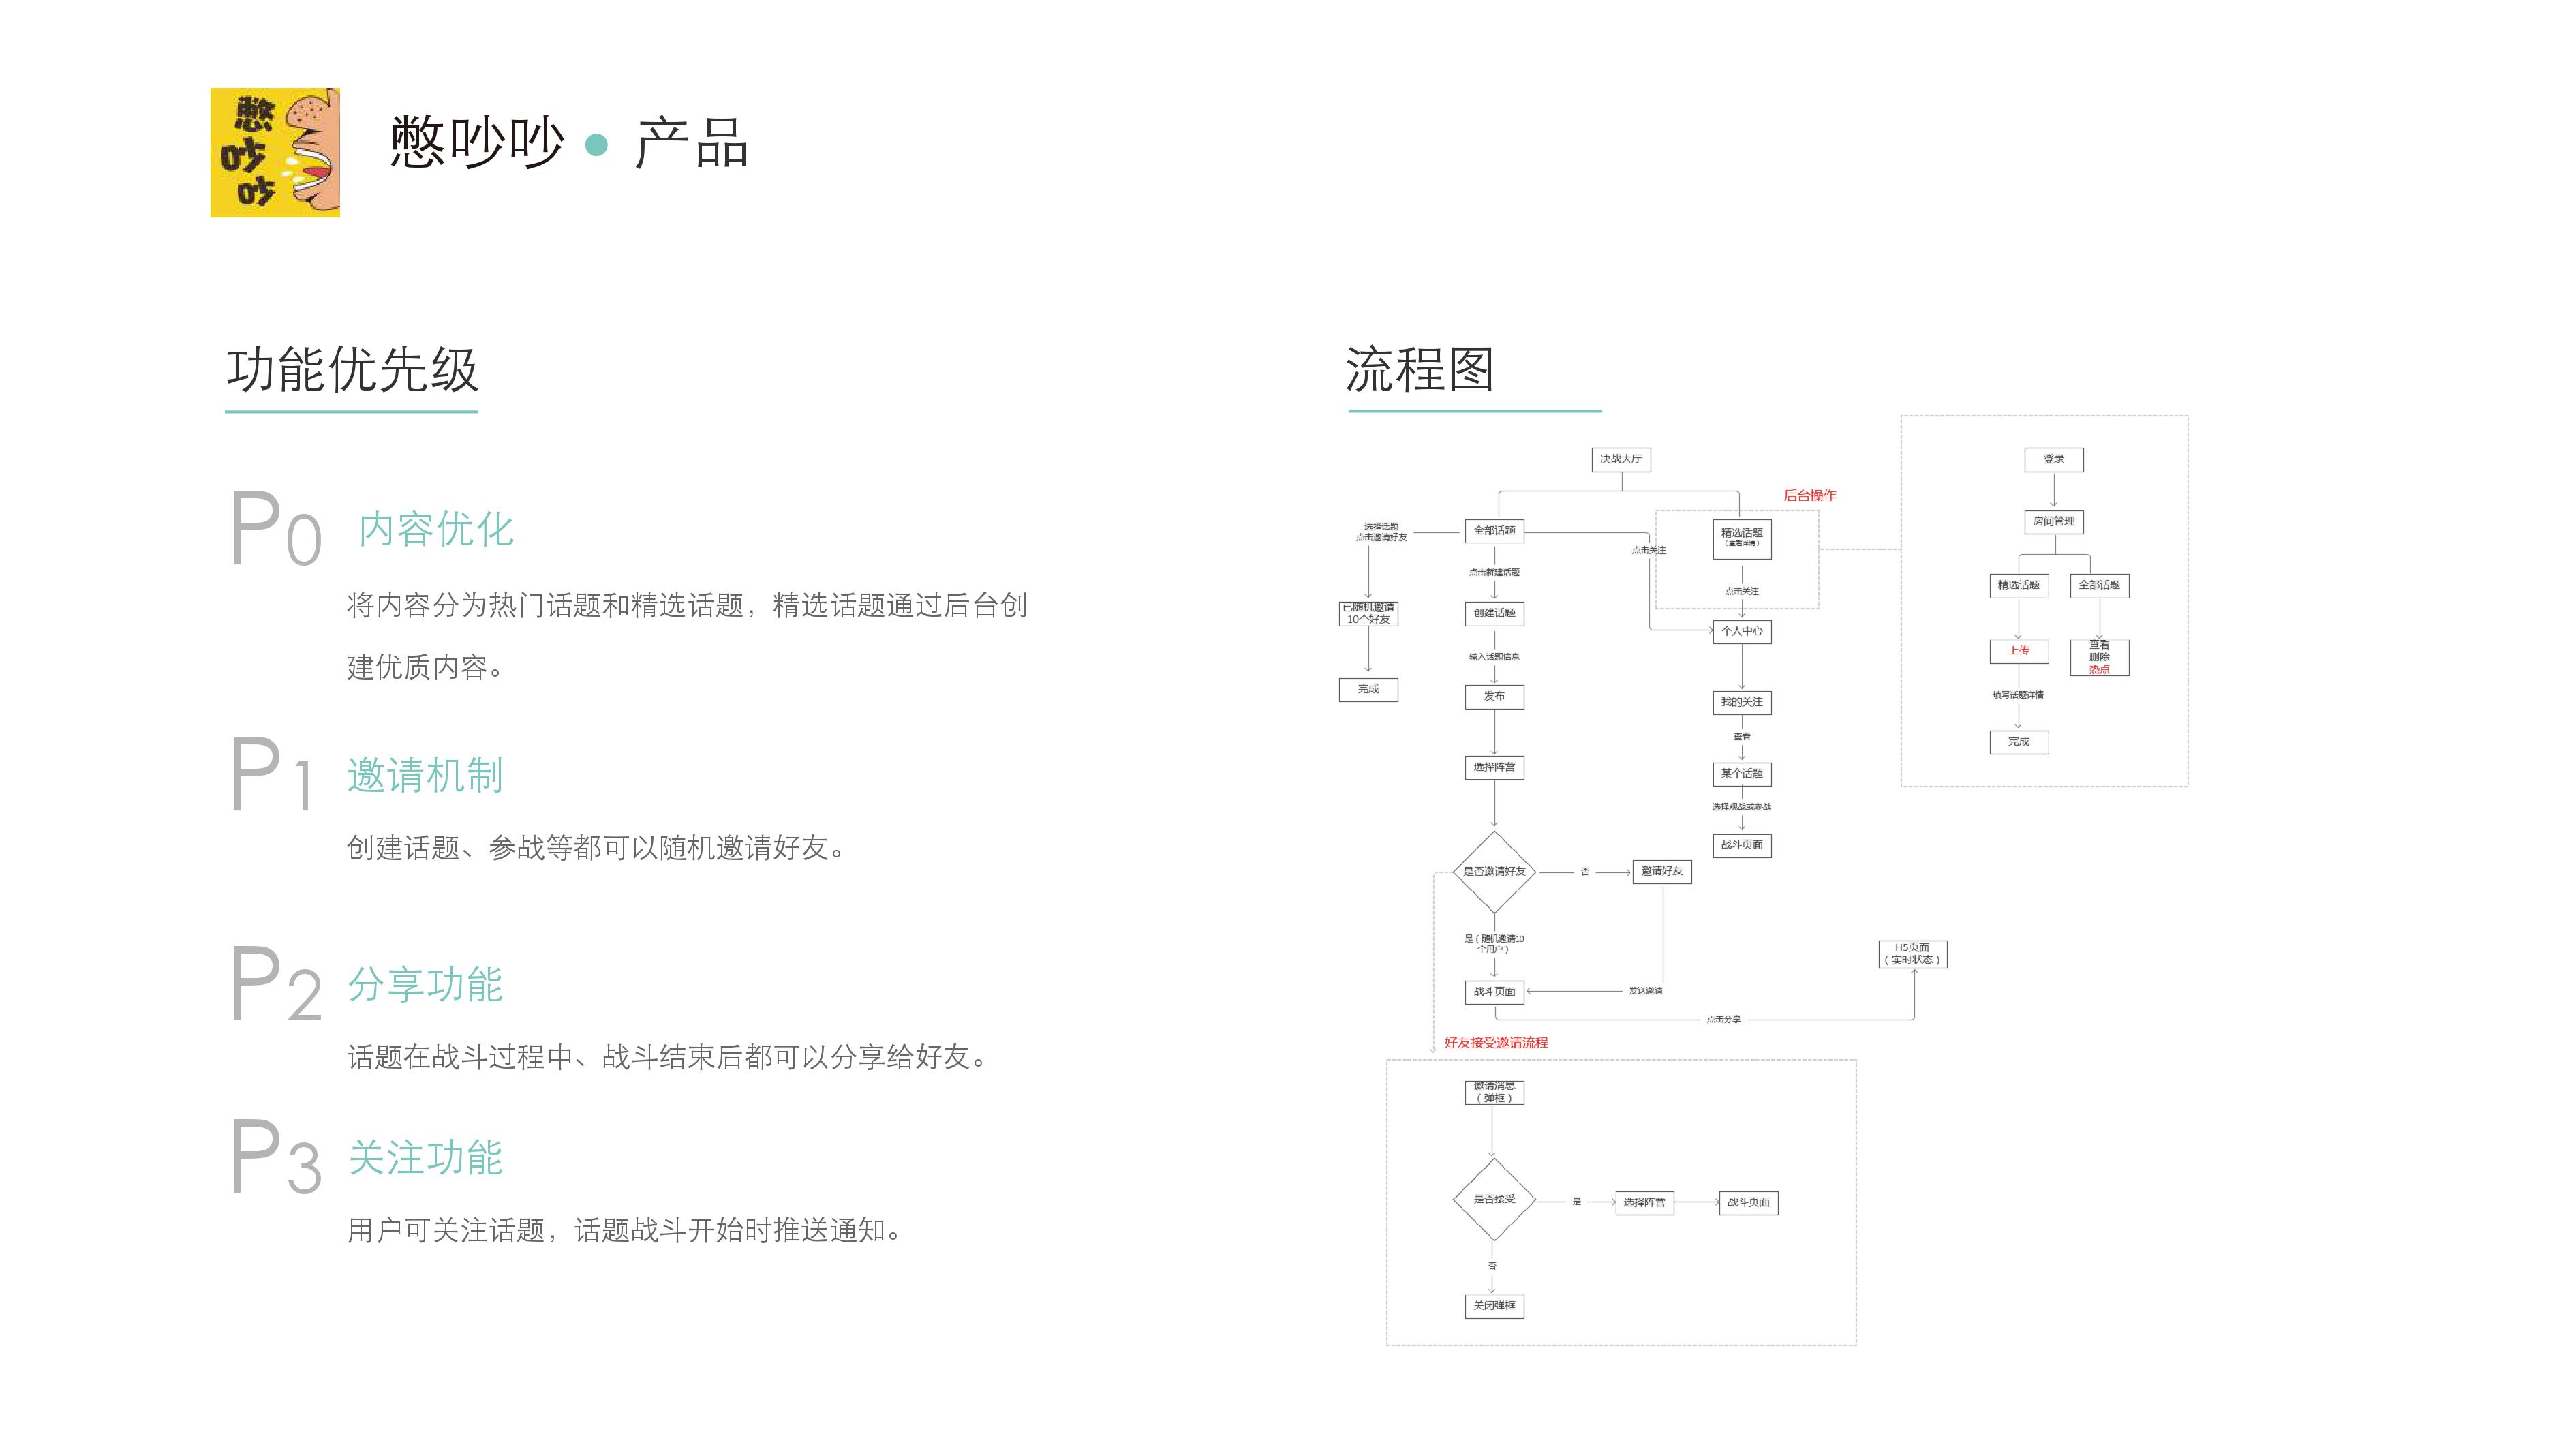 憋
吵
吵
憋吵吵•产品
功能优先级
P0 内容优化
将内容分为热门话题和精选话题，精选话题通过后台创
建优质内容。
P1 邀请机制
创建话题、参战等都可以随机邀请好友。
P2 分享功能
话题在战斗过程中、战斗结束后都可以分享给好友。
P3 关注功能
用户可关注话题，话题战斗开始时推送通知。
流程图
决战大厅
选择话题
点击邀请好友
已随机邀请
10个好友
完成
全部话题
点击新建话题
创建话题
输入话题信息
发布
选择阵营
是否邀请好友
否
邀请好友
是（随机邀请10
个用户）
战斗页面
发送邀请
点击分享
H5页面
（实时状态）
点击关注
后台操作
精选话题
（查看详情）
点击关注
个人中心
我的关注
查看
某个话题
选择观战或参战
战斗页面
登录
房间管理
精选话题
全部话题
上传
查看
删除
热点
填写话题详情
完成
好友接受邀请流程
邀请消息
（弹框）
是否接受
是
选择阵营
战斗页面
否
关闭弹框